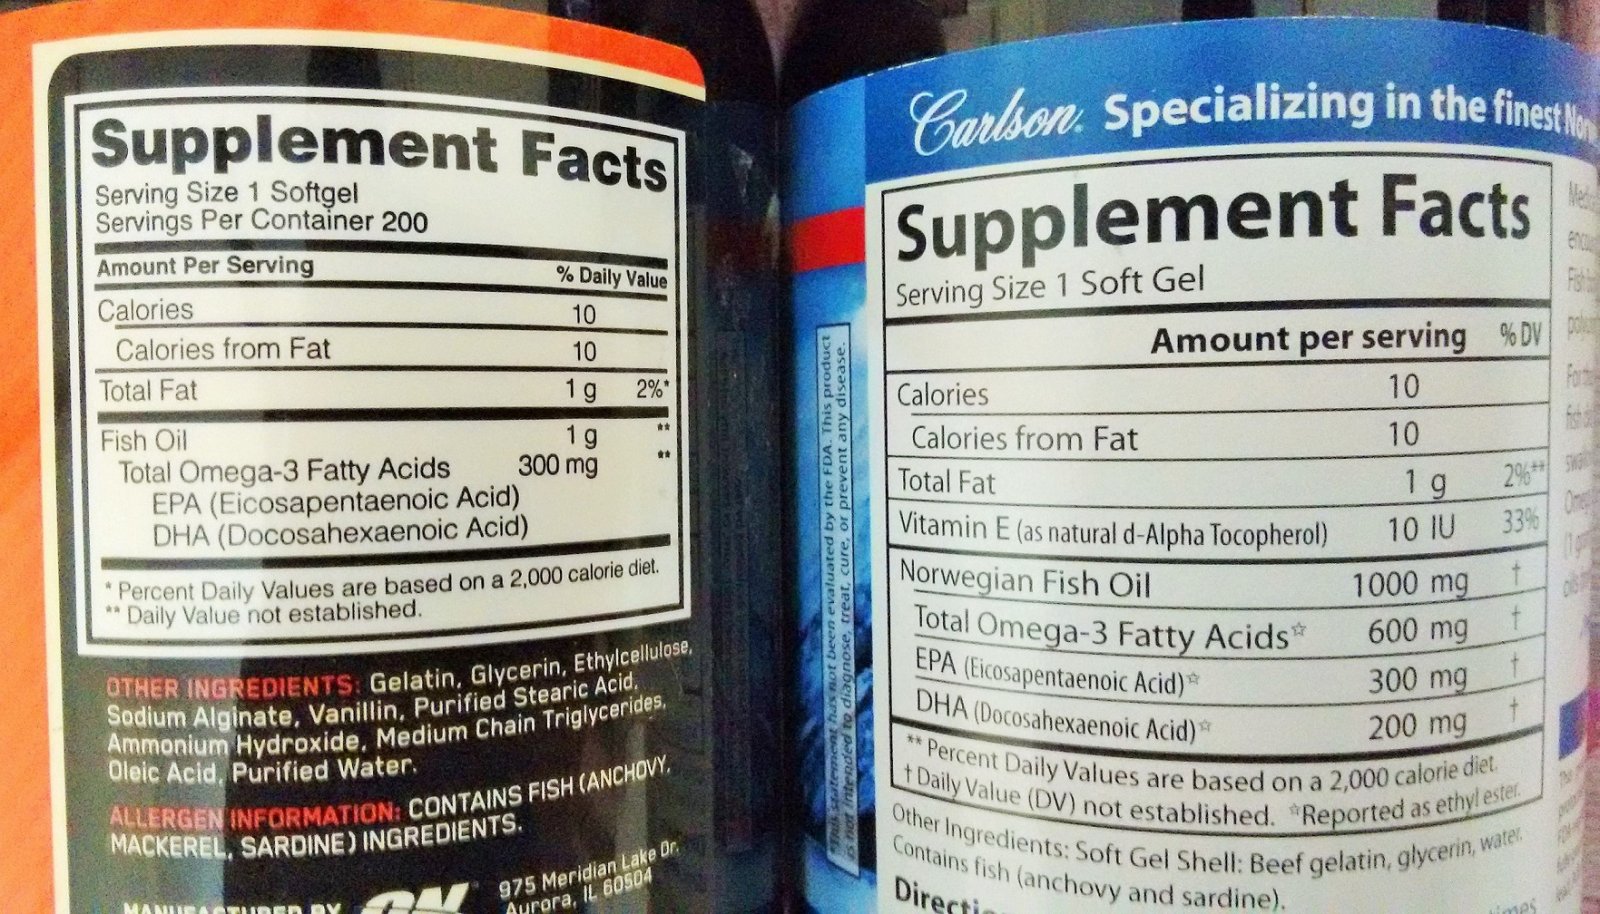 Supplement Facts
Serving Size 1 Softgel
Servings Per Container 200
Amount Per Serving % Daily Value
Calories 10
Calories from Fat 10
Total Fat 1 g 2%*
Fish Oil 1 g **
Total Omega-3 Fatty Acids 300 mg **
EPA (Eicosapentaenoic Acid)
DHA (Docosahexaenoic Acid)
* Percent Daily Values are based on a 2,000 calorie diet.
** Daily Value not established.
OTHER INGREDIENTS: Gelatin, Glycerin, Ethylcellulose,
Sodium Alginate, Vanillin, Purified Stearic Acid,
Ammonium Hydroxide, Medium Chain Triglycerides,
Oleic Acid, Purified Water.
ALLERGEN INFORMATION: CONTAINS FISH (ANCHOVY,
MACKEREL, SARDINE) INGREDIENTS.
MANUFACTURED BY
ON
975 Meridian Lake Dr.
Aurora, IL 60504
This statement has not been evaluated by the FDA. This product
is not intended to diagnose, treat, cure, or prevent any disease.
Carlson. Specializing in the finest
Supplement Facts
Serving Size 1 Soft Gel
Amount per serving % DV
Calories 10
Calories from Fat 10
Total Fat 1 g 2%**
Vitamin E (as natural d-Alpha Tocopherol) 10 IU 33%
Norwegian Fish Oil 1000 mg †
Total Omega-3 Fatty Acids☆ 600 mg †
EPA (Eicosapentaenoic Acid)☆ 300 mg †
DHA (Docosahexaenoic Acid)☆ 200 mg †
** Percent Daily Values are based on a 2,000 calorie diet.
† Daily Value (DV) not established. ☆Reported as ethyl ester.
Other Ingredients: Soft Gel Shell: Beef gelatin, glycerin, water.
Contains fish (anchovy and sardine).